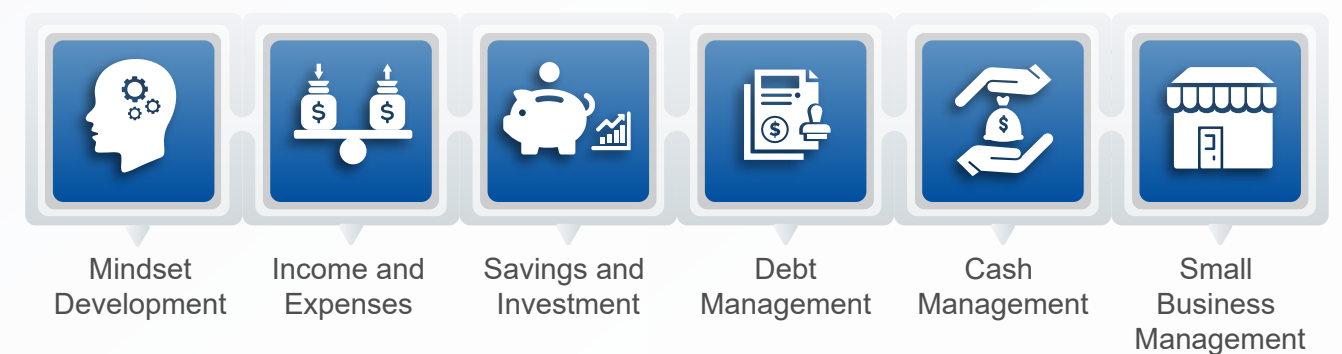 Mindset
Development
Income and
Expenses
Savings and
Investment
Debt
Management
Cash
Management
Small
Business
Management